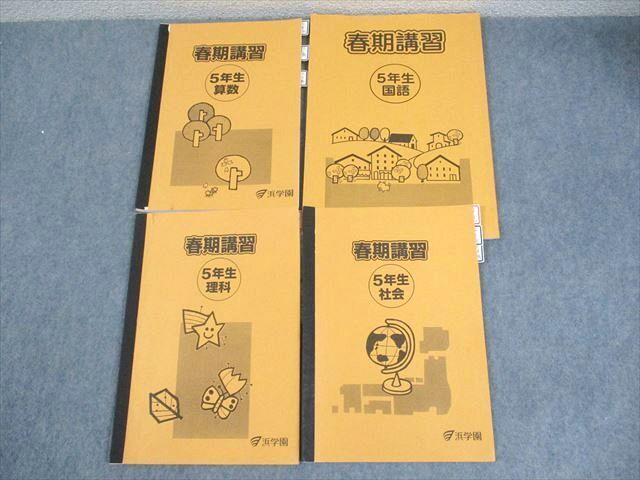 春期講習
5年生
算数
浜学園
春期講習
5年生
国語
春期講習
5年生
理科
浜学園
春期講習
5年生
社会
浜学園